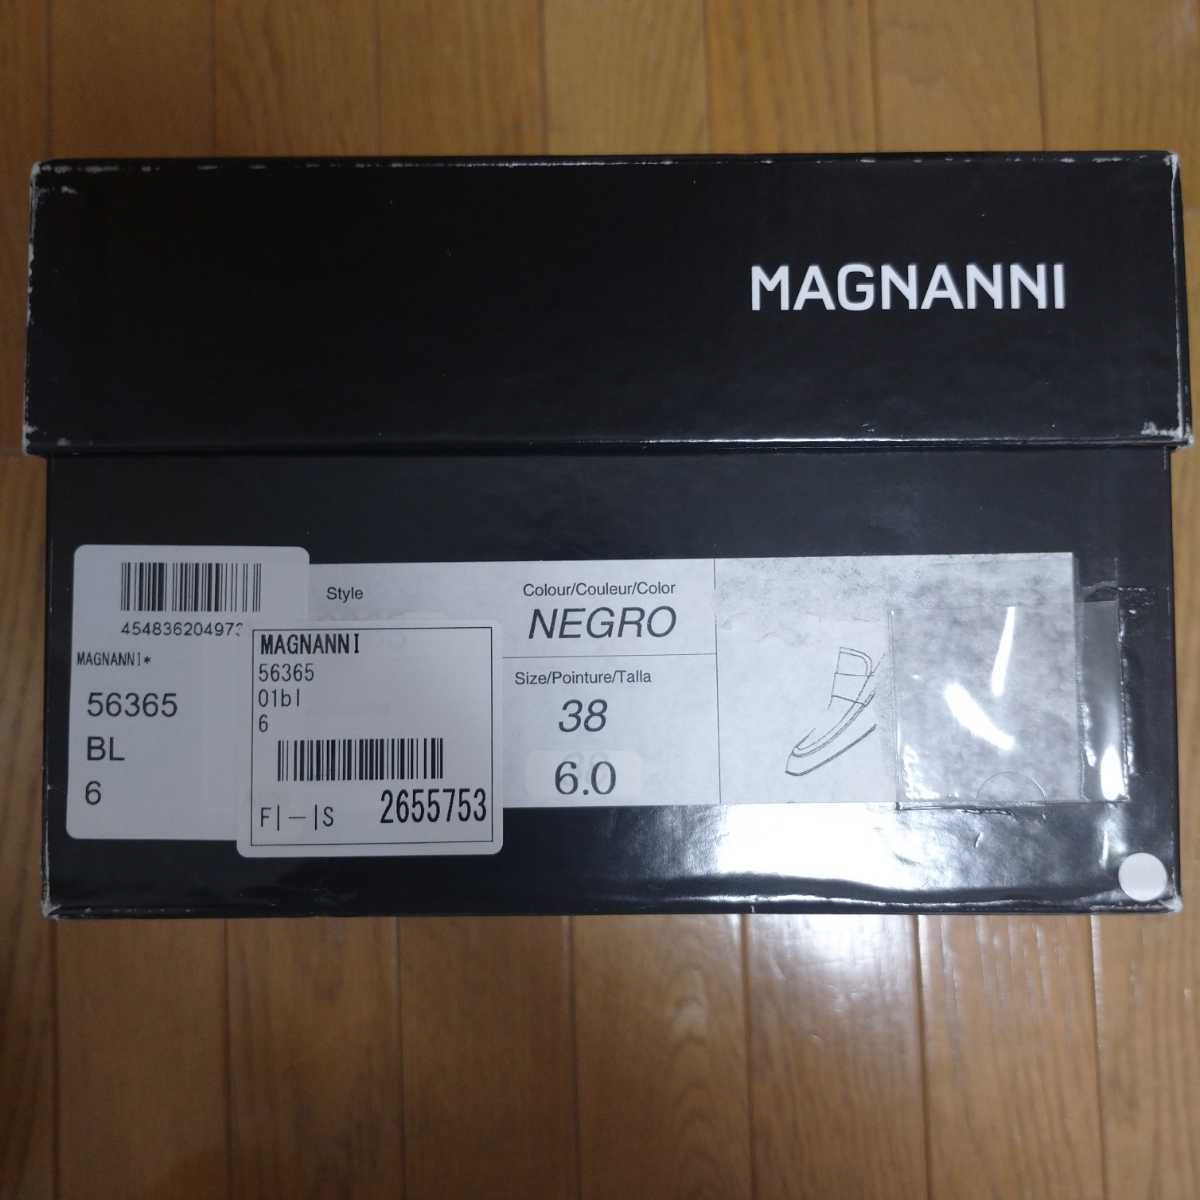 MAGNANNI
454836204973
MAGNANNI*
56365
BL
6
MAGNANNI
56365
01bl
6
F|—|S 2655753
Style
Colour/Couleur/Color
NEGRO
Size/Pointure/Talla
38
6.0